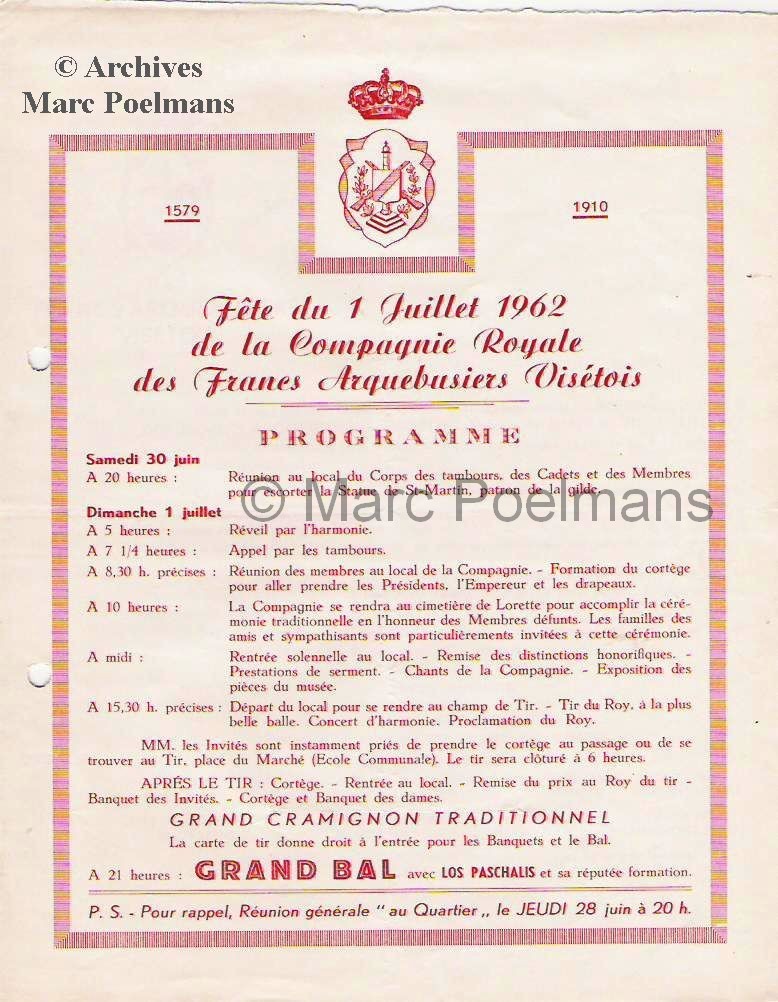 © Archives
Marc Poelmans
1579
1910
Fête du 1 Juillet 1962
de la Compagnie Royale
des Francs Arquebusiers Visétois
PROGRAMME
Samedi 30 juin
A 20 heures : Réunion au local du Corps des tambours, des Cadets et des Membres
pour escorter la Statue de St-Martin, patron de la gilde.
© Marc Poelmans
Dimanche 1 juillet
A 5 heures : Réveil par l'harmonie.
A 7 1/4 heures : Appel par les tambours.
A 8,30 h. précises : Réunion des membres au local de la Compagnie. - Formation du cortège
pour aller prendre les Présidents, l'Empereur et les drapeaux.
A 10 heures : La Compagnie se rendra au cimetière de Lorette pour accomplir la céré-
monie traditionnelle en l'honneur des Membres défunts. Les familles des
amis et sympathisants sont particulièrements invitées à cette cérémonie.
A midi : Rentrée solennelle au local. - Remise des distinctions honorifiques. -
Prestations de serment. - Chants de la Compagnie. - Exposition des
pièces du musée.
A 15,30 h. précises : Départ du local pour se rendre au champ de Tir. - Tir du Roy, à la plus
belle balle. Concert d'harmonie. Proclamation du Roy.
MM. les Invités sont instamment priés de prendre le cortège au passage ou de se
trouver au Tir, place du Marché (Ecole Communale). Le tir sera clôturé à 6 heures.
APRÉS LE TIR : Cortège. - Rentrée au local. - Remise du prix au Roy du tir -
Banquet des Invités. - Cortège et Banquet des dames.
GRAND CRAMIGNON TRADITIONNEL
La carte de tir donne droit à l'entrée pour les Banquets et le Bal.
A 21 heures : GRAND BAL avec LOS PASCHALIS et sa réputée formation.
P. S. - Pour rappel, Réunion générale " au Quartier „ le JEUDI 28 juin à 20 h.